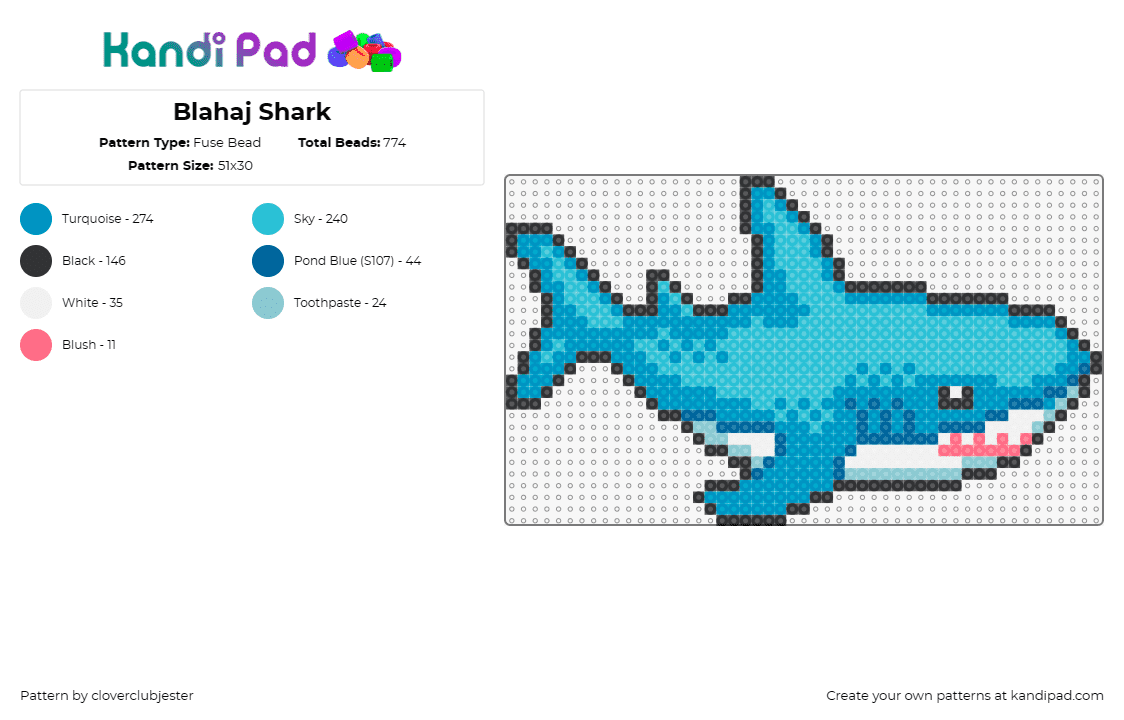 Kandi Pad
Blahaj Shark
Pattern Type: Fuse Bead Total Beads: 774
Pattern Size: 51x30
Turquoise - 274 Sky - 240
Black - 146 Pond Blue (S107) - 44
White - 35 Toothpaste - 24
Blush - 11
Pattern by cloverclubjester Create your own patterns at kandipad.com